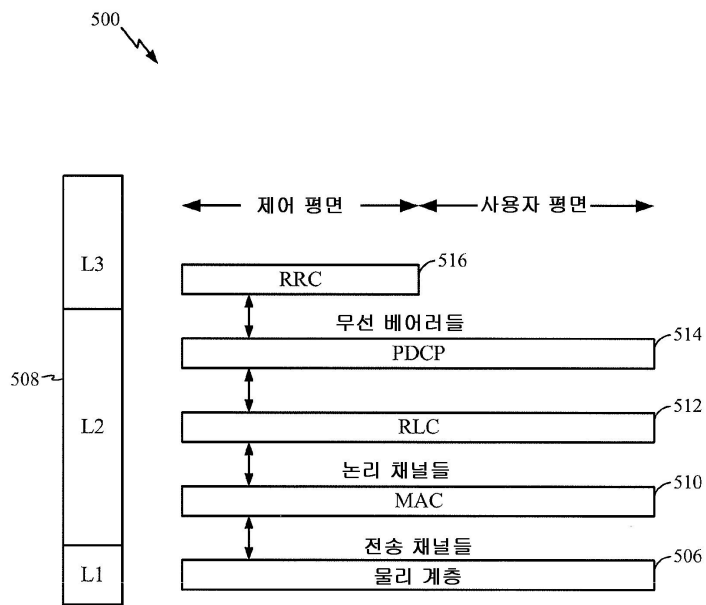 500
제어 평면
사용자 평면
L3
RRC
516
무선 베어러들
PDCP
514
508
L2
RLC
512
논리 채널들
MAC
510
전송 채널들
L1
물리 계층
506